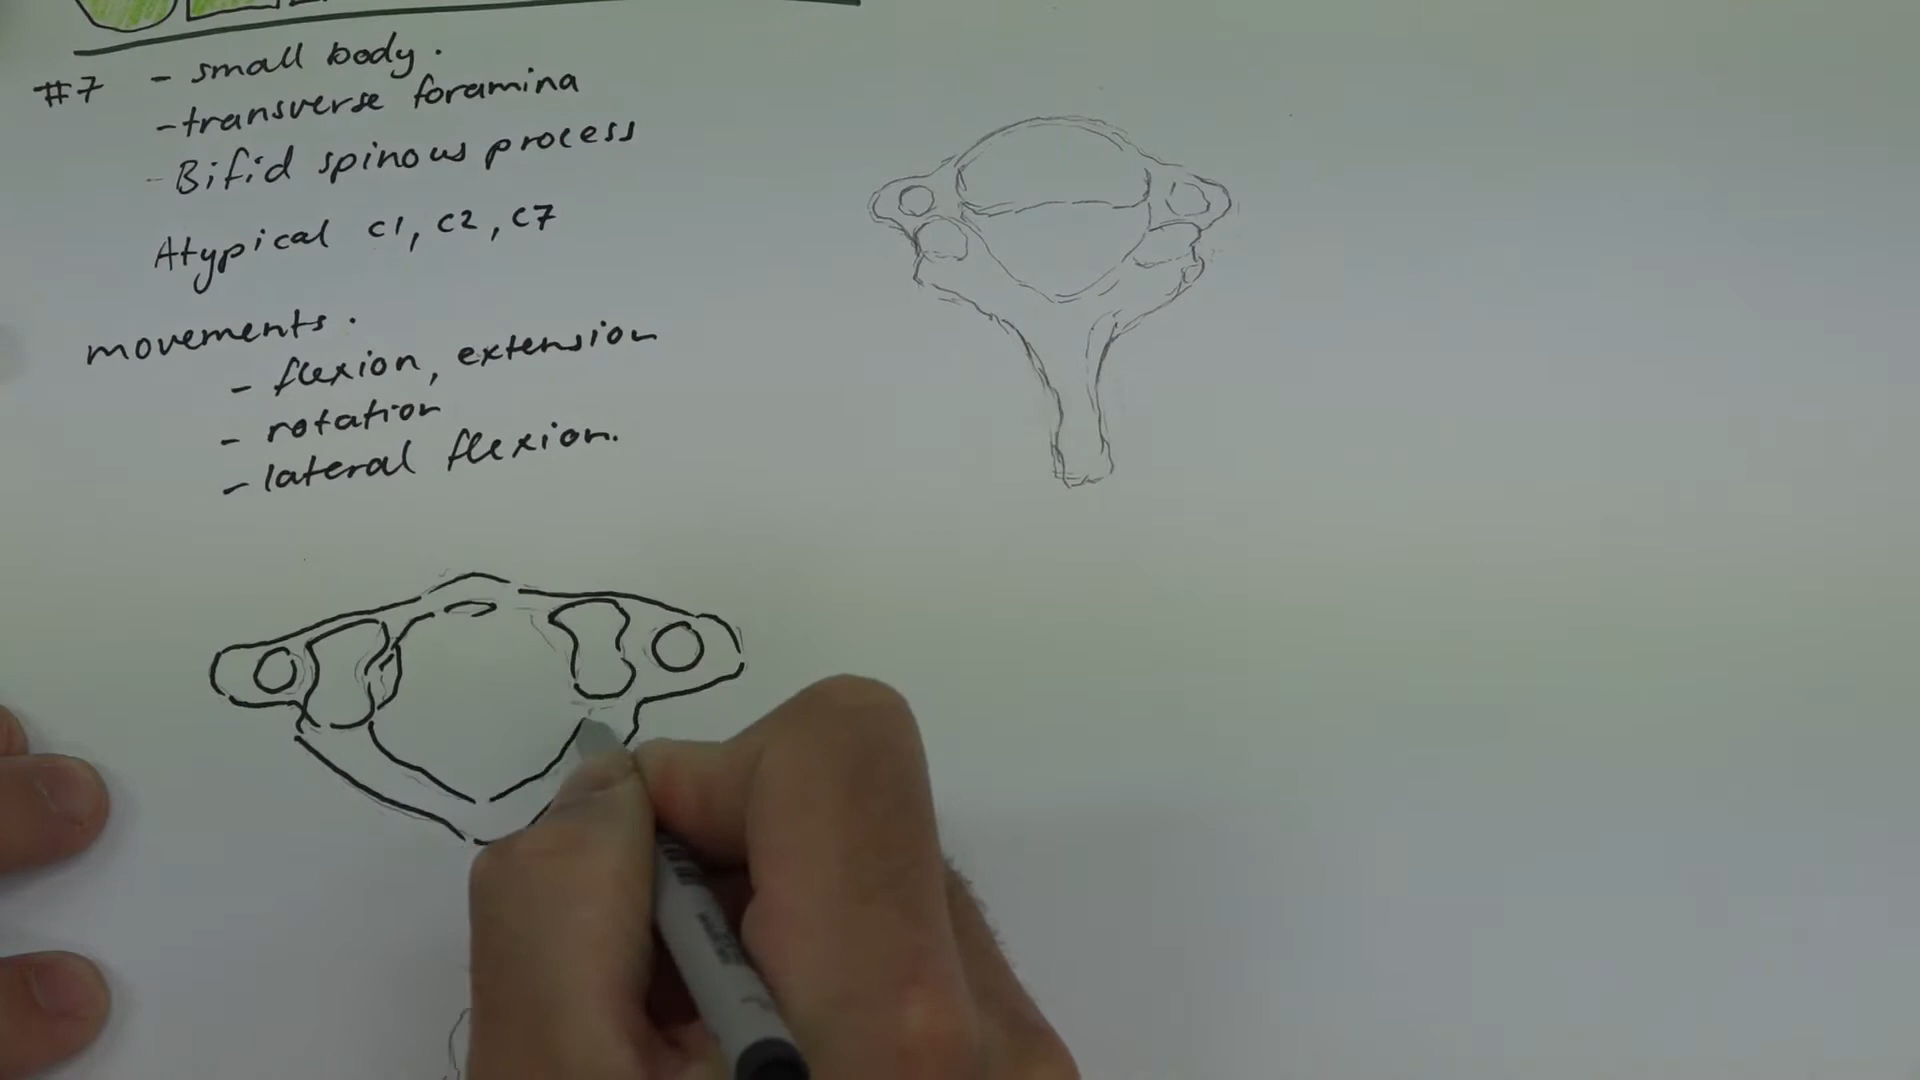 #7 - small body.
- transverse foramina
- Bifid spinous process
Atypical C1, C2, C7
movements.
- flexion, extension
- rotation
- lateral flexion.